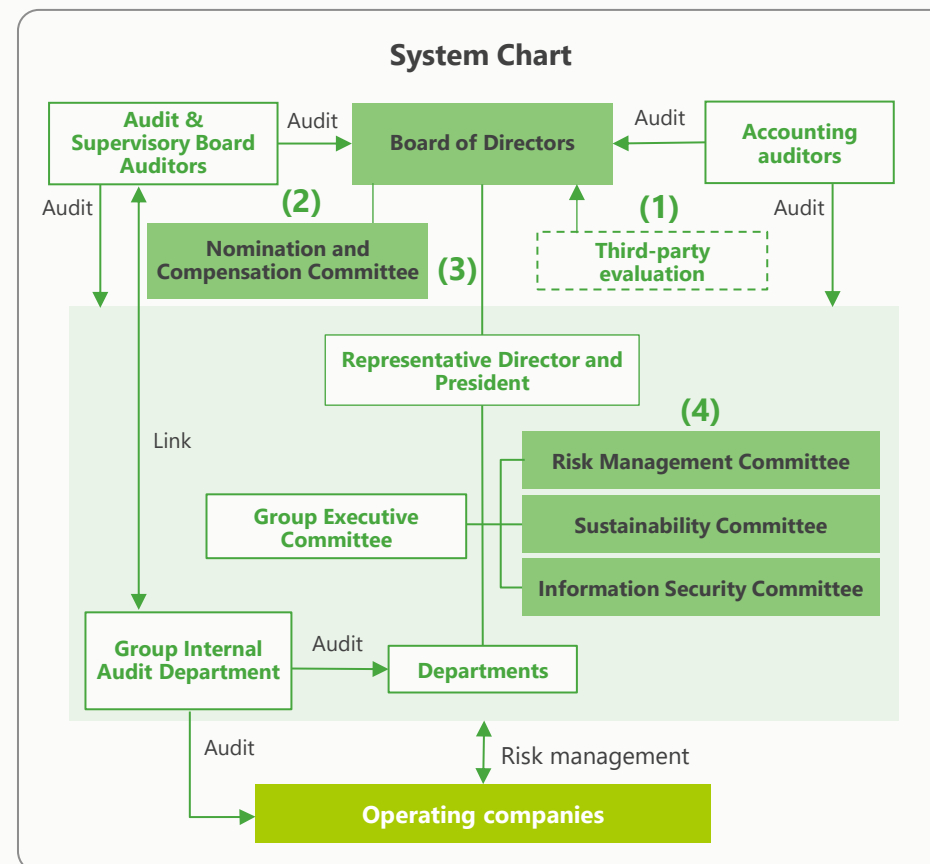 System Chart
Audit &
Supervisory Board
Auditors
Audit
Board of Directors
Audit
Accounting
auditors
Audit
(2)
(1)
Audit
Nomination and
Compensation Committee
(3)
Third-party
evaluation
Representative Director and
President
(4)
Link
Risk Management Committee
Group Executive
Committee
Sustainability Committee
Information Security Committee
Group Internal
Audit Department
Audit
Departments
Audit
Risk management
Operating companies